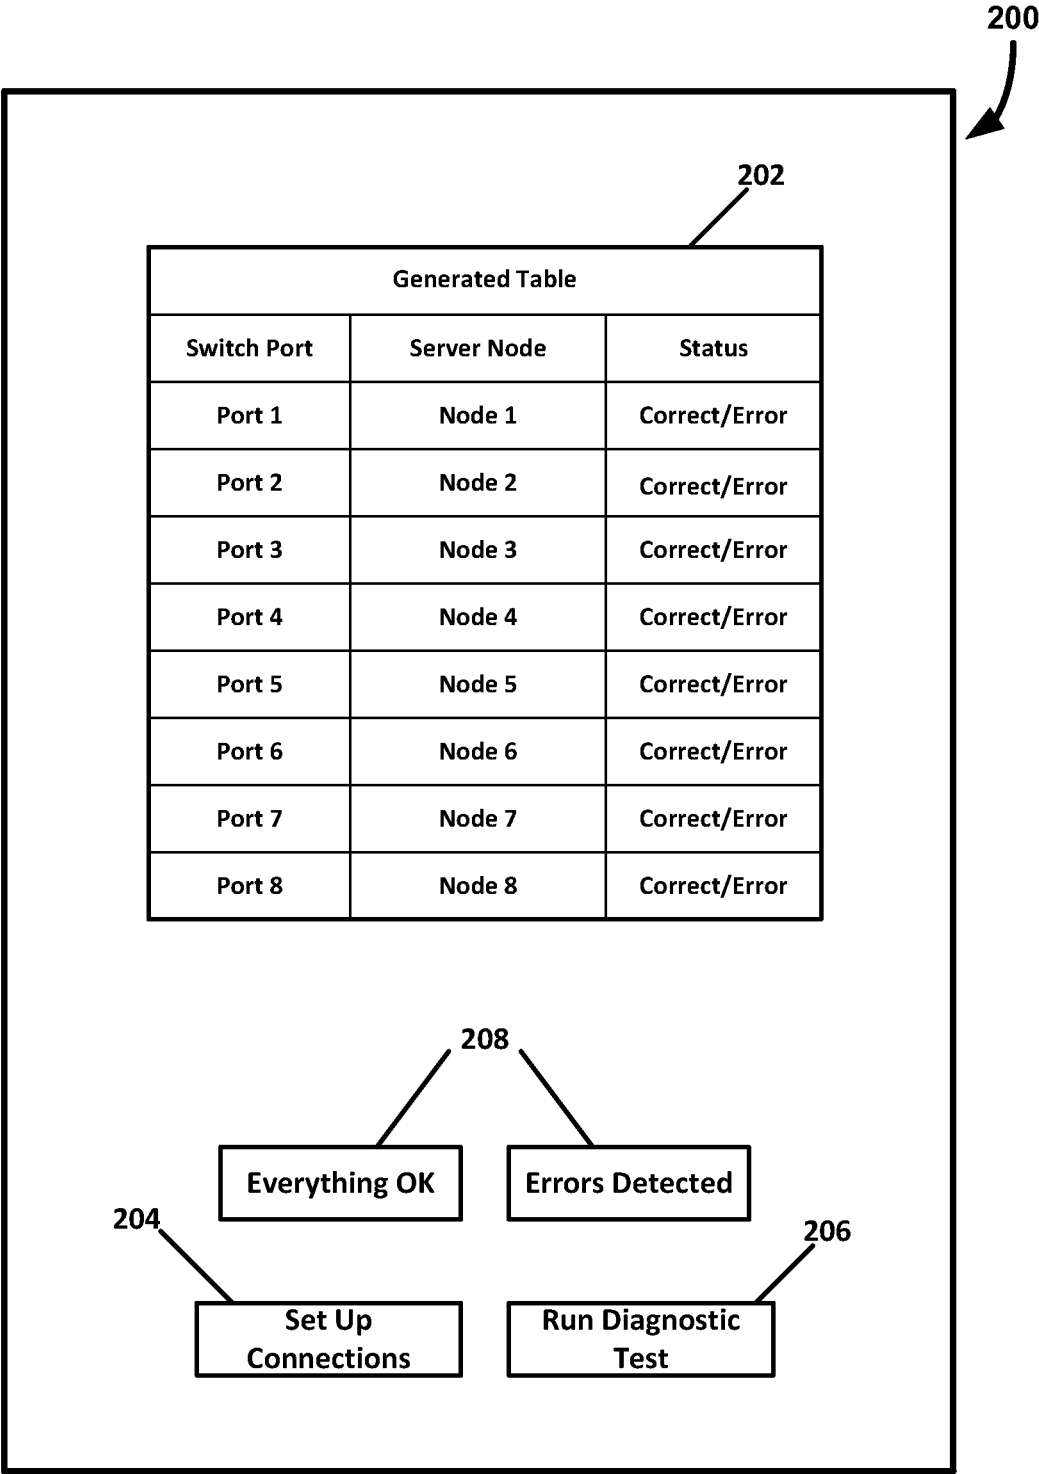 200
202
Generated Table
Switch Port Server Node Status
Port 1 Node 1 Correct/Error
Port 2 Node 2 Correct/Error
Port 3 Node 3 Correct/Error
Port 4 Node 4 Correct/Error
Port 5 Node 5 Correct/Error
Port 6 Node 6 Correct/Error
Port 7 Node 7 Correct/Error
Port 8 Node 8 Correct/Error
208
Everything OK
Errors Detected
204
206
Set Up
Connections
Run Diagnostic
Test